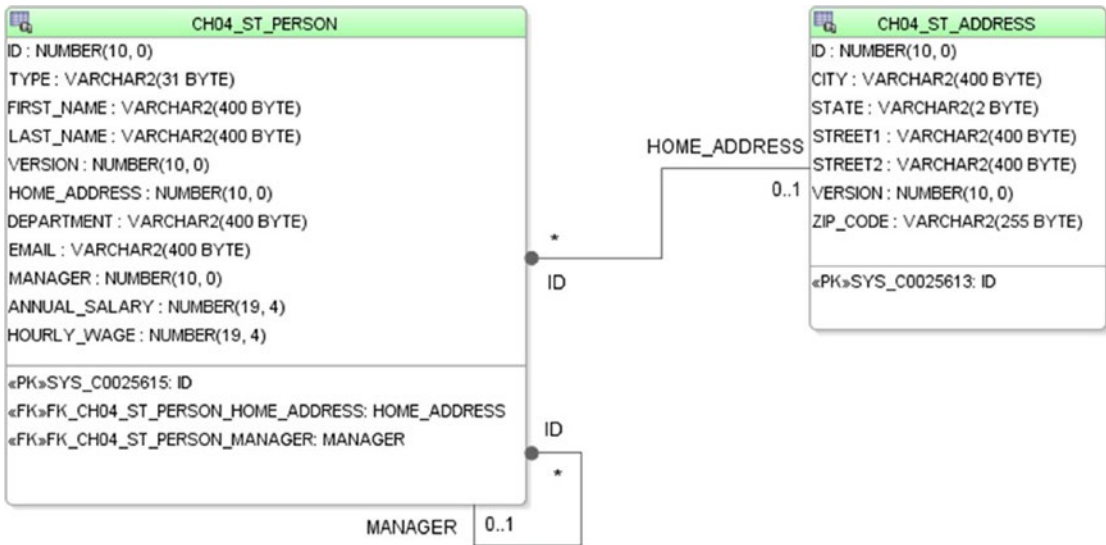 CH04_ST_PERSON
ID : NUMBER(10, 0)
TYPE : VARCHAR2(31 BYTE)
FIRST_NAME : VARCHAR2(400 BYTE)
LAST_NAME : VARCHAR2(400 BYTE)
VERSION : NUMBER(10, 0)
HOME_ADDRESS : NUMBER(10, 0)
DEPARTMENT : VARCHAR2(400 BYTE)
EMAIL : VARCHAR2(400 BYTE)
MANAGER : NUMBER(10, 0)
ANNUAL_SALARY : NUMBER(19, 4)
HOURLY_WAGE : NUMBER(19, 4)
«PK»SYS_C0025615: ID
«FK»FK_CH04_ST_PERSON_HOME_ADDRESS: HOME_ADDRESS
«FK»FK_CH04_ST_PERSON_MANAGER: MANAGER
HOME_ADDRESS
0..1
*
ID
ID
*
MANAGER
0..1
CH04_ST_ADDRESS
ID : NUMBER(10, 0)
CITY : VARCHAR2(400 BYTE)
STATE : VARCHAR2(2 BYTE)
STREET1 : VARCHAR2(400 BYTE)
STREET2 : VARCHAR2(400 BYTE)
VERSION : NUMBER(10, 0)
ZIP_CODE : VARCHAR2(255 BYTE)
«PK»SYS_C0025613: ID